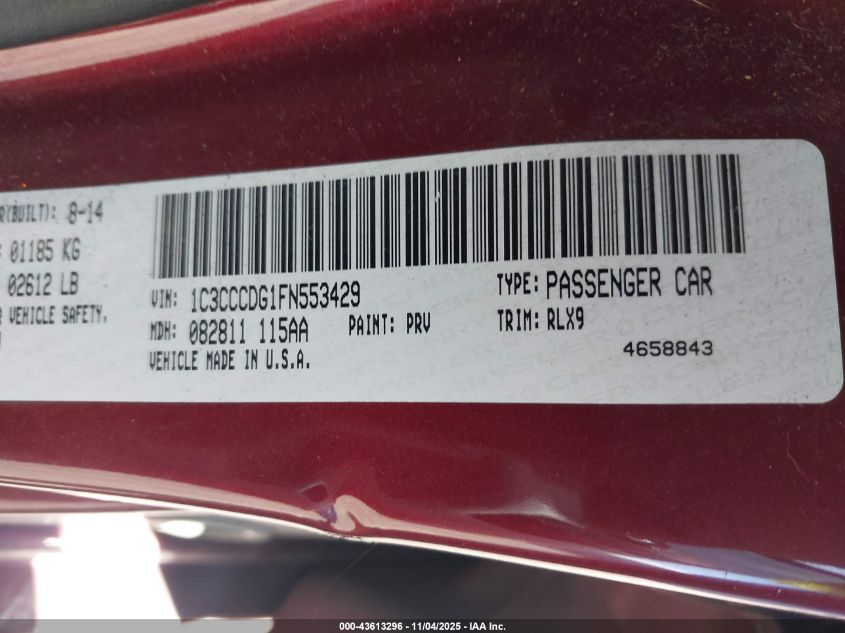 R(BUILT): 8-14
01185 KG
02612 LB
R VEHICLE SAFETY,
VIN: 1C3CCCDG1FN553429
TYPE: PASSENGER CAR
MDH: 082811 115AA
PAINT: PRV
TRIM: RLX9
VEHICLE MADE IN U.S.A.
4658843
000-43613296 - 11/04/2025 - IAA Inc.